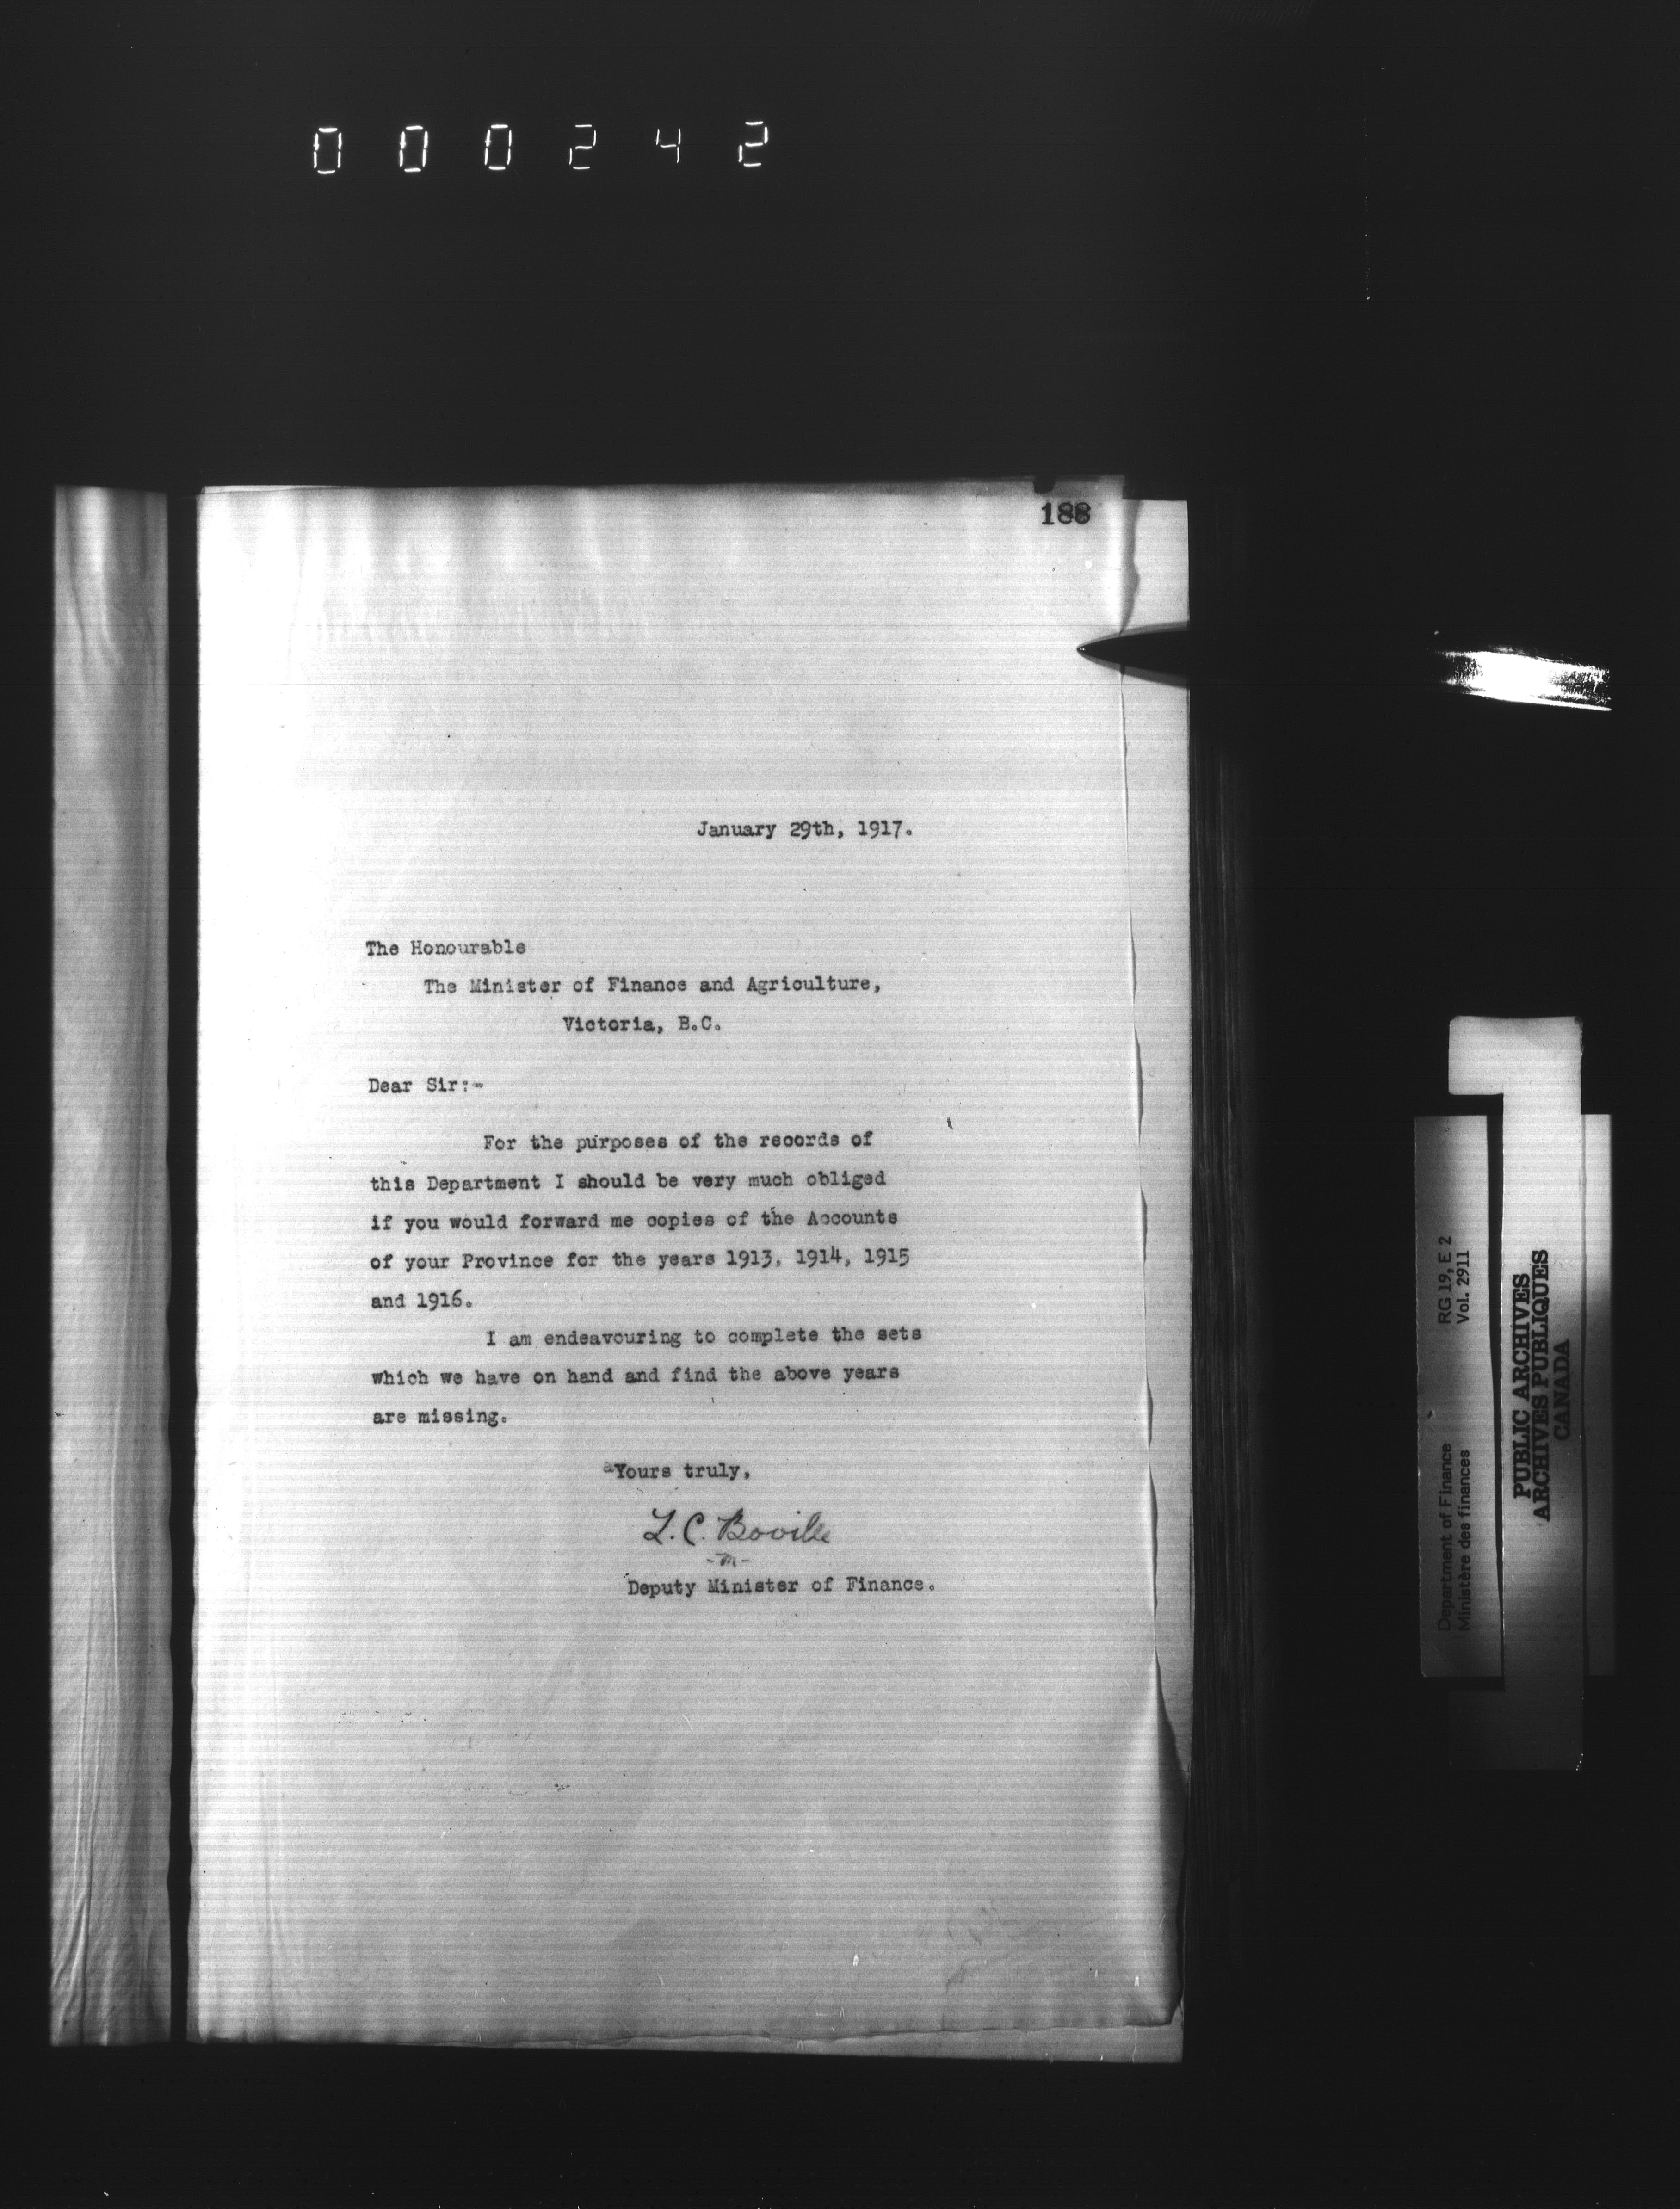 000242
188
January 29th, 1917.
The Honourable
The Minister of Finance and Agriculture,
Victoria, B.C.
Dear Sir:-
For the purposes of the records of
this Department I should be very much obliged
if you would forward me copies of the Accounts
of your Province for the years 1913, 1914, 1915
and 1916.
I am endeavouring to complete the sets
which we have on hand and find the above years
are missing.
Yours truly,
T.C. Boville
-m-
Deputy Minister of Finance.
Department of Finance RG 19, E 2
Ministère des finances Vol. 2911
PUBLIC ARCHIVES
ARCHIVES PUBLIQUES
CANADA